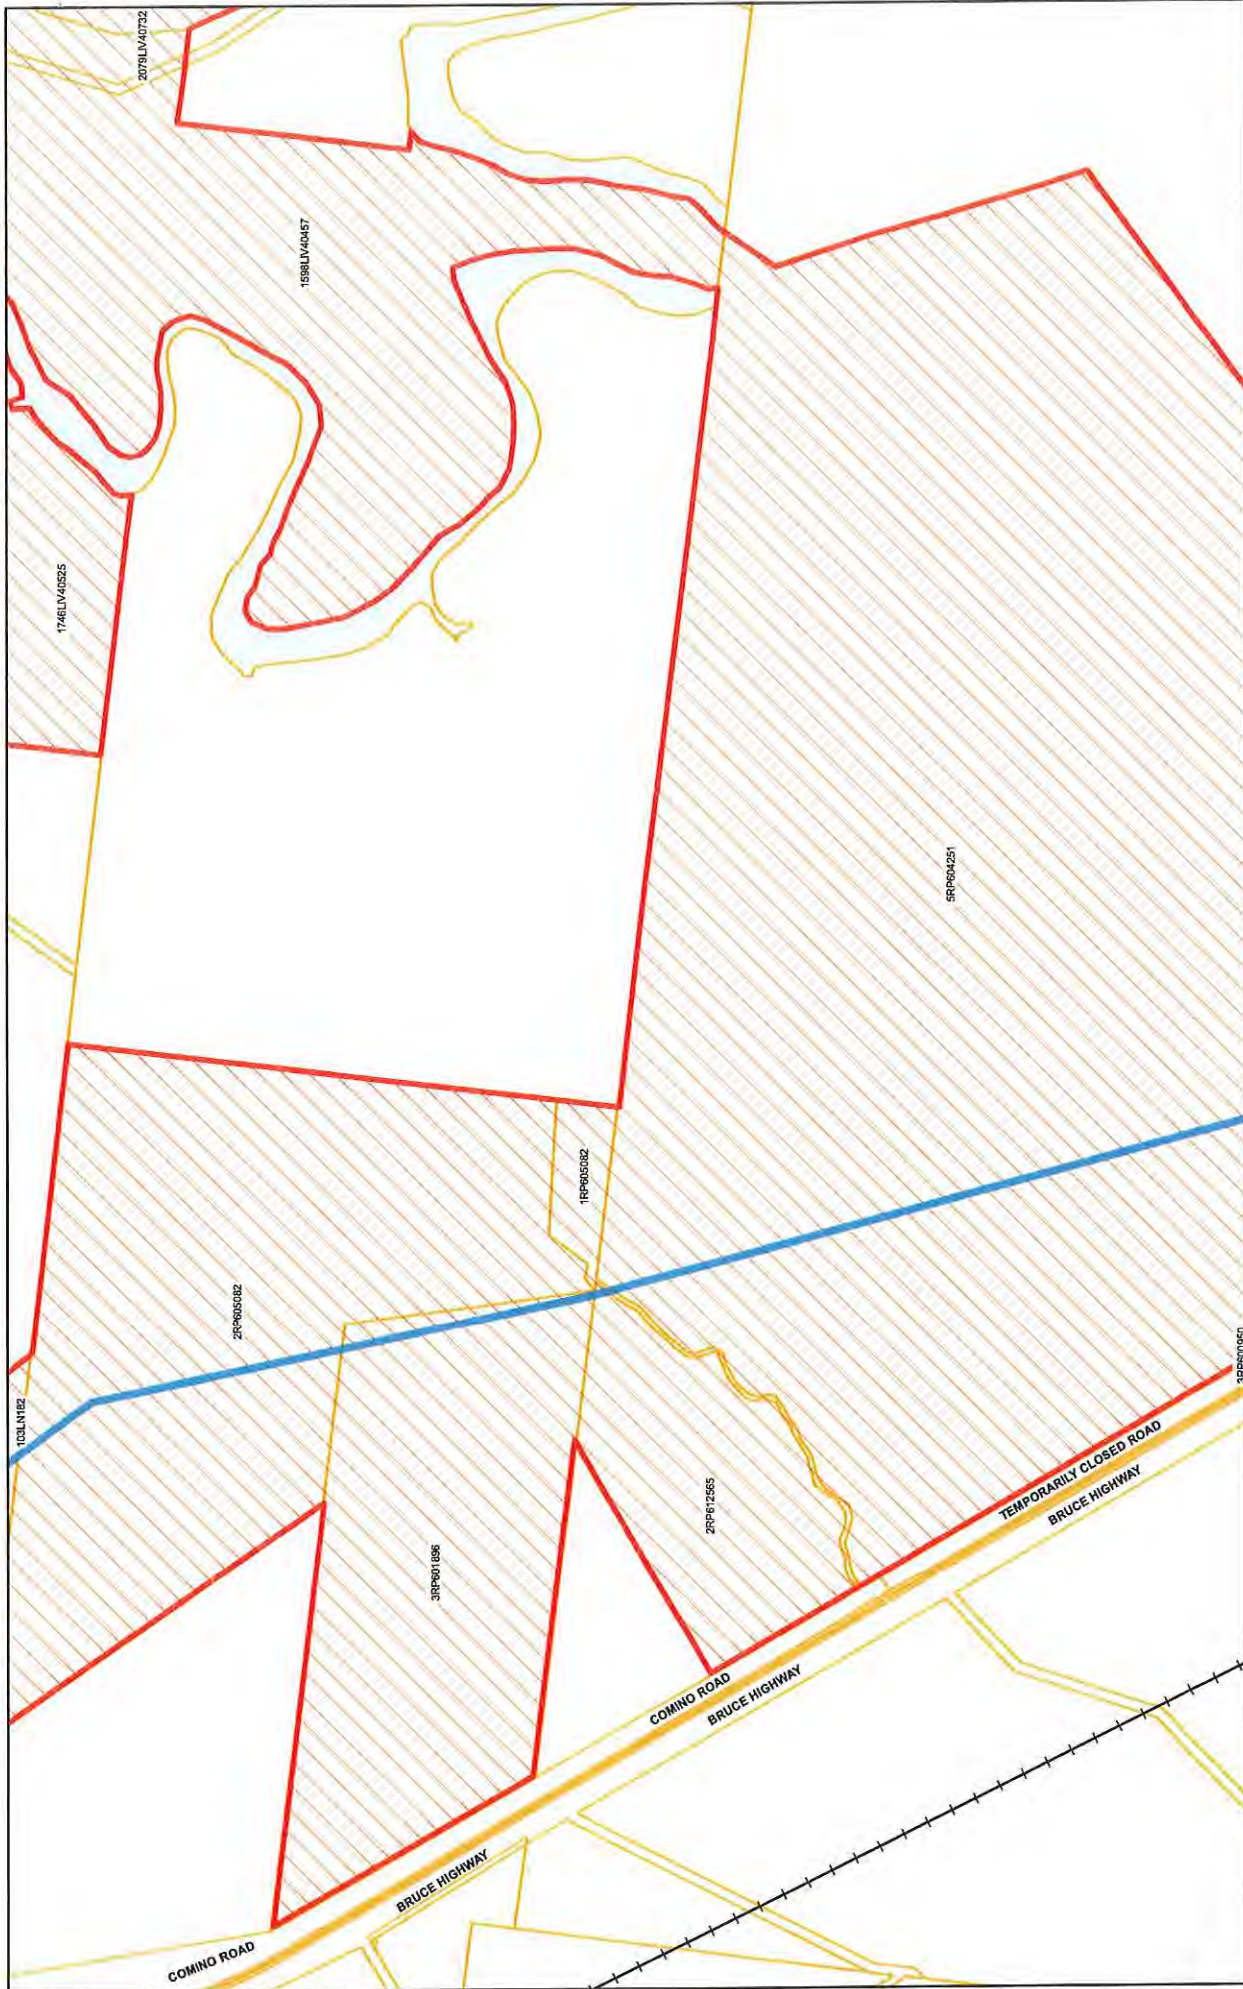 2079LIV40732
1598LIV40457
1746LIV40525
5RP604251
1RP605082
2RP605082
103LN182
3RP600950
TEMPORARILY CLOSED ROAD
BRUCE HIGHWAY
2RP612565
3RP601896
COMINO ROAD
BRUCE HIGHWAY
BRUCE HIGHWAY
COMINO ROAD